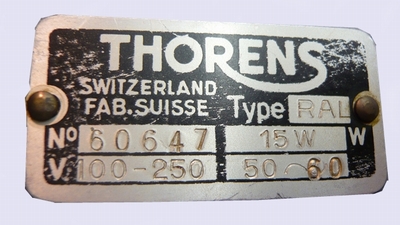 THORENS
SWITZERLAND
FAB. SUISSE Type RAL
No 60647 15W W
V 100-250 50~60